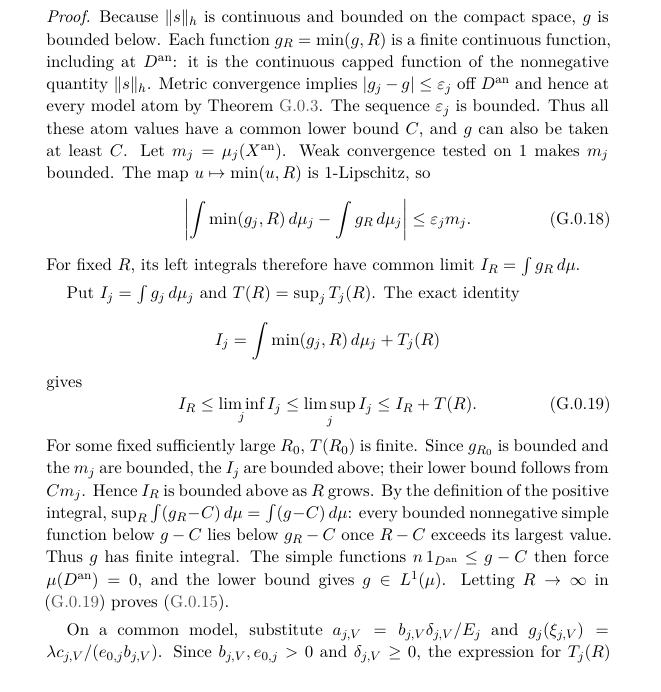 Proof. Because ∥s∥ₕ is continuous and bounded on the compact space, g is
bounded below. Each function g_R = min(g, R) is a finite continuous function,
including at D^an: it is the continuous capped function of the nonnegative
quantity ∥s∥ₕ. Metric convergence implies |g_j − g| ≤ ε_j off D^an and hence at
every model atom by Theorem G.0.3. The sequence ε_j is bounded. Thus all
these atom values have a common lower bound C, and g can also be taken
at least C. Let m_j = μ_j(X^an). Weak convergence tested on 1 makes m_j
bounded. The map u ↦ min(u, R) is 1-Lipschitz, so
|∫ min(g_j, R) dμ_j − ∫ g_R dμ_j| ≤ ε_j m_j. (G.0.18)
For fixed R, its left integrals therefore have common limit I_R = ∫ g_R dμ.
Put I_j = ∫ g_j dμ_j and T(R) = sup_j T_j(R). The exact identity
I_j = ∫ min(g_j, R) dμ_j + T_j(R)
gives
I_R ≤ lim inf_j I_j ≤ lim sup_j I_j ≤ I_R + T(R). (G.0.19)
For some fixed sufficiently large R_0, T(R_0) is finite. Since g_{R_0} is bounded and
the m_j are bounded, the I_j are bounded above; their lower bound follows from
Cm_j. Hence I_R is bounded above as R grows. By the definition of the positive
integral, sup_R ∫(g_R−C) dμ = ∫(g−C) dμ: every bounded nonnegative simple
function below g − C lies below g_R − C once R − C exceeds its largest value.
Thus g has finite integral. The simple functions n 1_{D^an} ≤ g − C then force
μ(D^an) = 0, and the lower bound gives g ∈ L¹(μ). Letting R → ∞ in
(G.0.19) proves (G.0.15).
On a common model, substitute a_{j,V} = b_{j,V}δ_{j,V}/E_j and g_j(ξ_{j,V}) =
λc_{j,V}/(e_{0,j}b_{j,V}). Since b_{j,V}, e_{0,j} > 0 and δ_{j,V} ≥ 0, the expression for T_j(R)